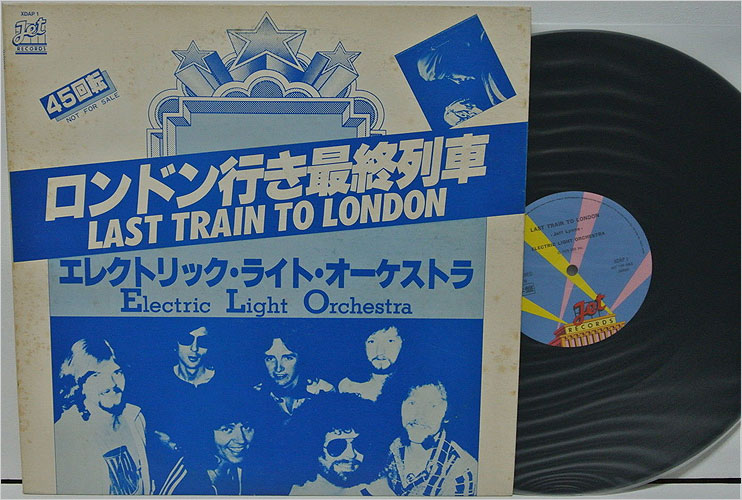 XDAP 1
Jet
RECORDS
45回転
NOT FOR SALE
ロンドン行き最終列車
LAST TRAIN TO LONDON
エレクトリック・ライト・オーケストラ
Electric Light Orchestra
LAST TRAIN TO LONDON
- Jeff Lynne -
ELECTRIC LIGHT ORCHESTRA
XDAP 1
Jet
RECORDS